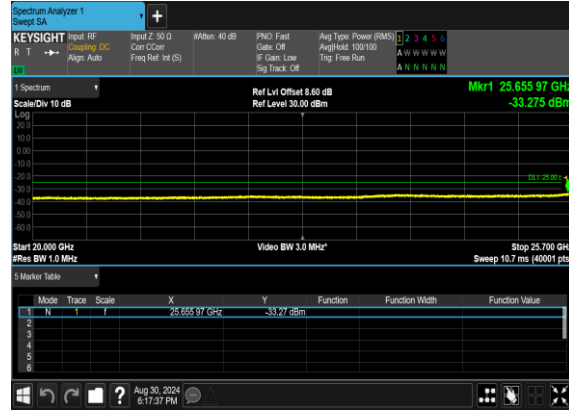 Spectrum Analyzer 1
Swept SA
+
KEYSIGHT
R T
LM
Input: RF
Coupling: DC
Align: Auto
Input Z: 50 Ω
Corr CCorr
Freq Ref: Int (S)
#Atten: 40 dB
PNO: Fast
Gate: Off
IF Gain: Low
Sig Track: Off
Avg Type: Power (RMS)
Avg|Hold: 100/100
Trig: Free Run
1 2 3 4 5 6
A W W W W W
A N N N N N
1 Spectrum
Scale/Div 10 dB
Ref Lvl Offset 8.60 dB
Ref Level 30.00 dBm
Mkr1 25.655 97 GHz
-33.275 dBm
Log
20.0
10.0
0.00
-10.0
-20.0
-30.0
-40.0
-50.0
-60.0
Start 20.000 GHz
#Res BW 1.0 MHz
Video BW 3.0 MHz*
Stop 25.700 GHz
Sweep 10.7 ms (40001 pts)
5 Marker Table
Mode Trace Scale X Y Function Function Width Function Value
1 N 1 f 25.655 97 GHz -33.27 dBm
2
3
4
5
6
?
Aug 30, 2024
6:17:37 PM